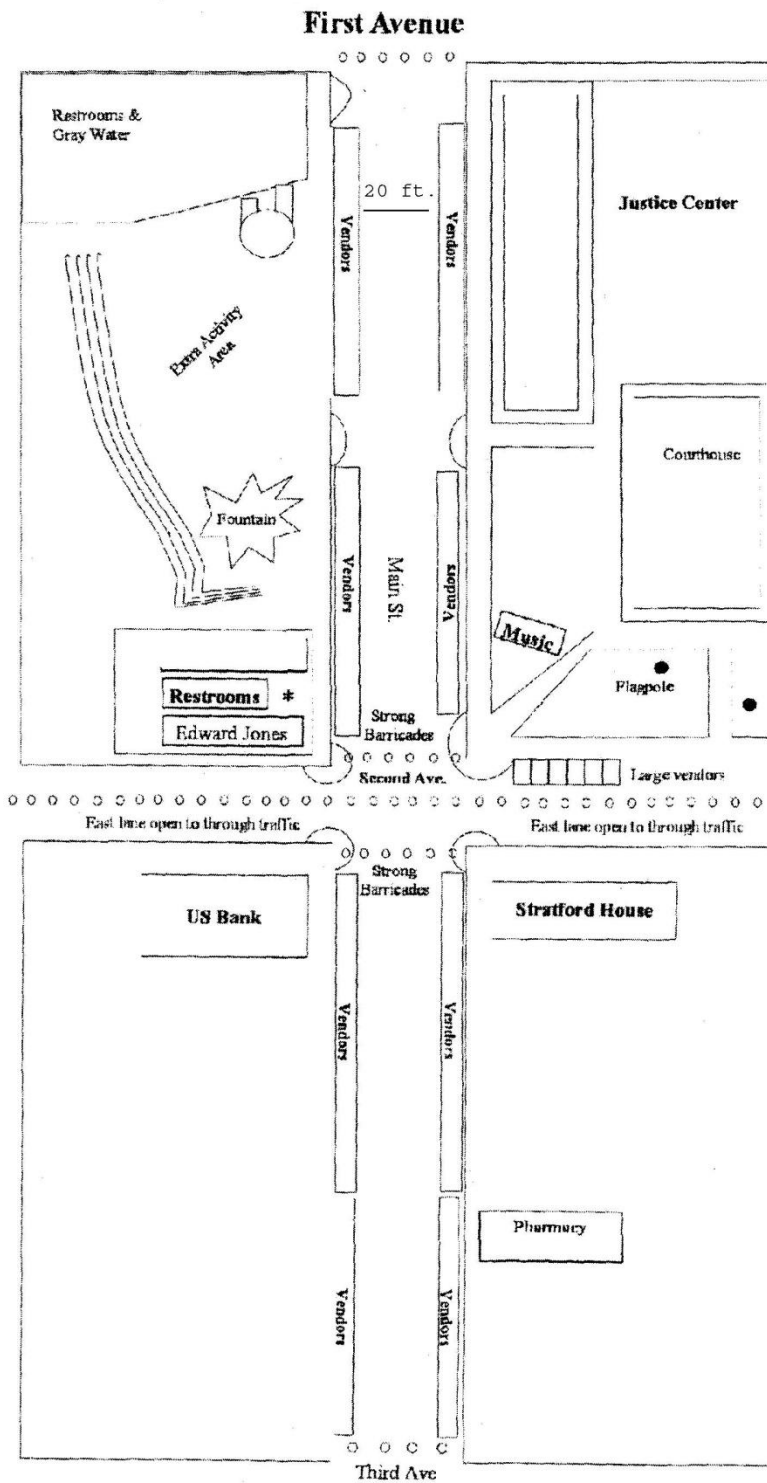 First Avenue
Restrooms &
Gray Water
Vendors
20 ft.
Vendors
Justice Center
Extra Activity
Area
Courthouse
Fountain
Vendors
Main St.
Vendors
Music
Restrooms *
Edward Jones
Flagpole
Strong
Barricades
Second Ave.
Large vendors
East lane open to through traffic
East lane open to through traffic
Strong
Barricades
US Bank
Stratford House
Vendors
Vendors
Pharmacy
Vendors
Vendors
Third Ave